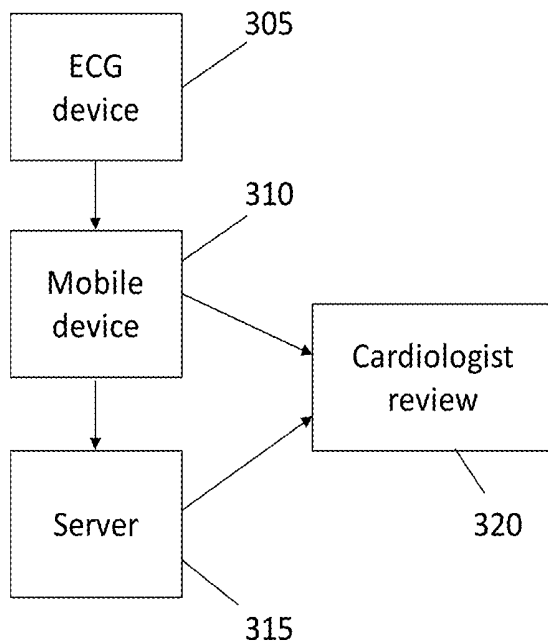 305
ECG
device
310
Mobile
device
Cardiologist
review
Server
320
315